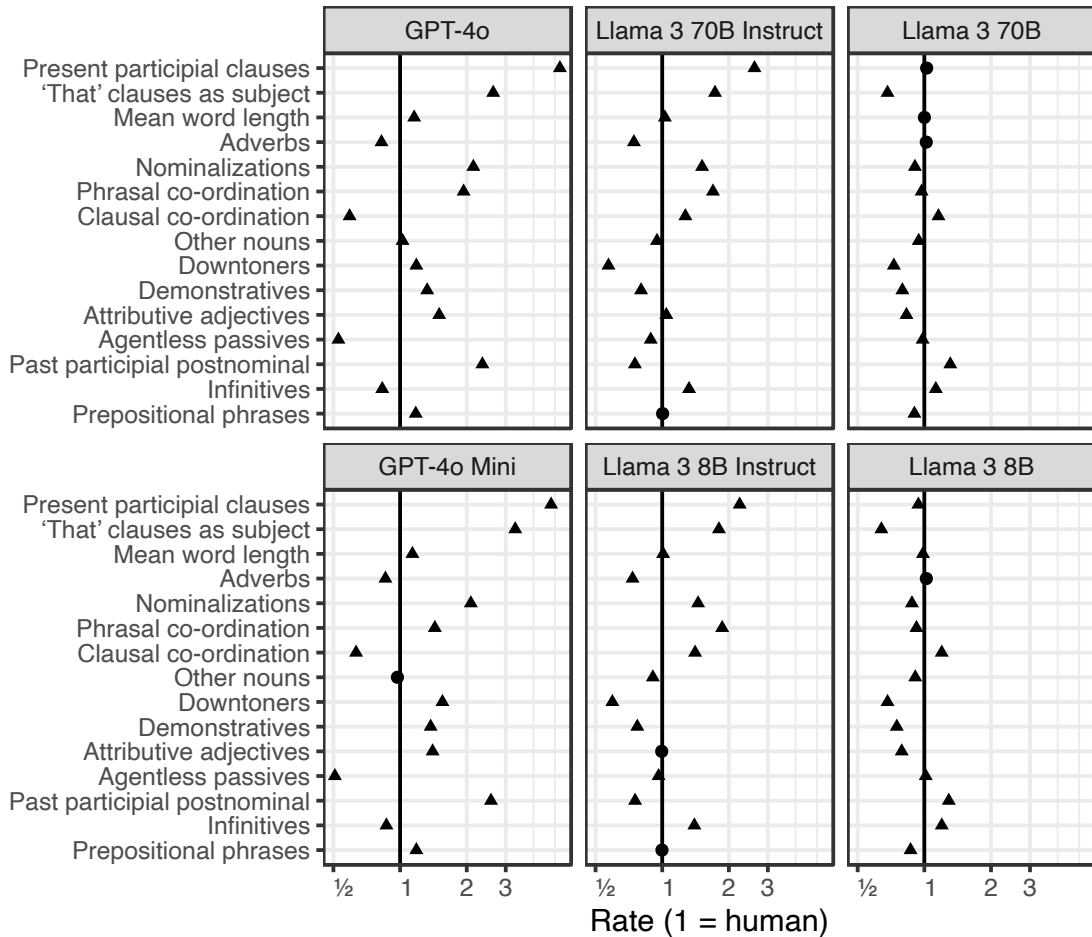 GPT-4o
Llama 3 70B Instruct
Llama 3 70B
Present participial clauses
‘That’ clauses as subject
Mean word length
Adverbs
Nominalizations
Phrasal co-ordination
Clausal co-ordination
Other nouns
Downtoners
Demonstratives
Attributive adjectives
Agentless passives
Past participial postnominal
Infinitives
Prepositional phrases
GPT-4o Mini
Llama 3 8B Instruct
Llama 3 8B
Present participial clauses
‘That’ clauses as subject
Mean word length
Adverbs
Nominalizations
Phrasal co-ordination
Clausal co-ordination
Other nouns
Downtoners
Demonstratives
Attributive adjectives
Agentless passives
Past participial postnominal
Infinitives
Prepositional phrases
½ 1 2 3
½ 1 2 3
½ 1 2 3
Rate (1 = human)